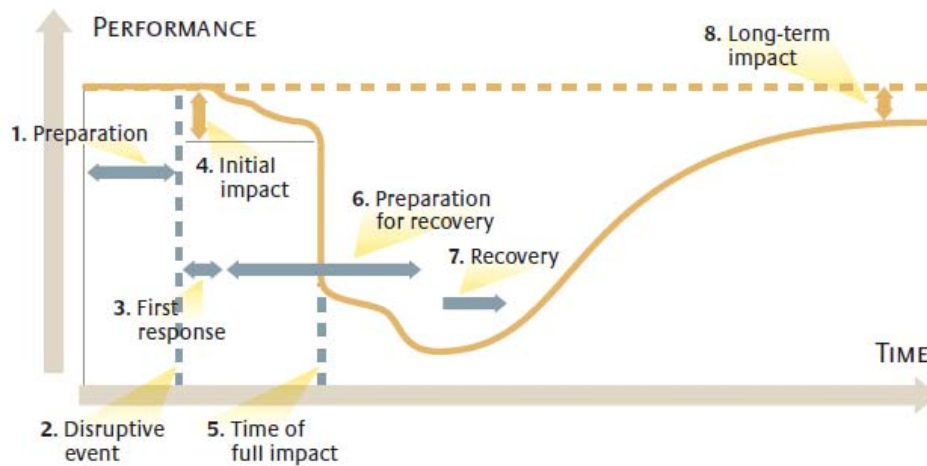 PERFORMANCE
8. Long-term
impact
1. Preparation
4. Initial
impact
6. Preparation
for recovery
7. Recovery
3. First
response
TIME
2. Disruptive
event
5. Time of
full impact